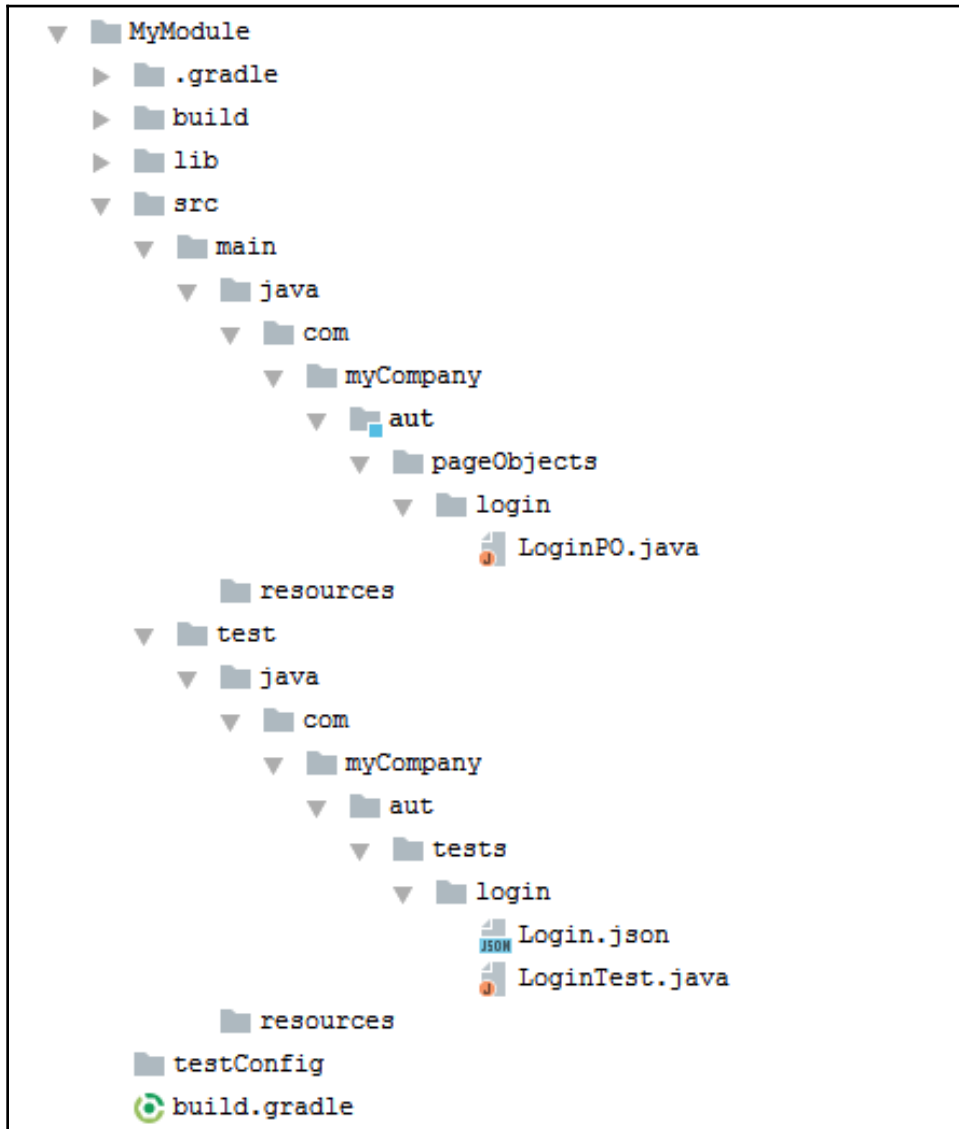 MyModule
.gradle
build
lib
src
main
java
com
myCompany
aut
pageObjects
login
LoginPO.java
resources
test
java
com
myCompany
aut
tests
login
JSON Login.json
J LoginTest.java
resources
testConfig
build.gradle